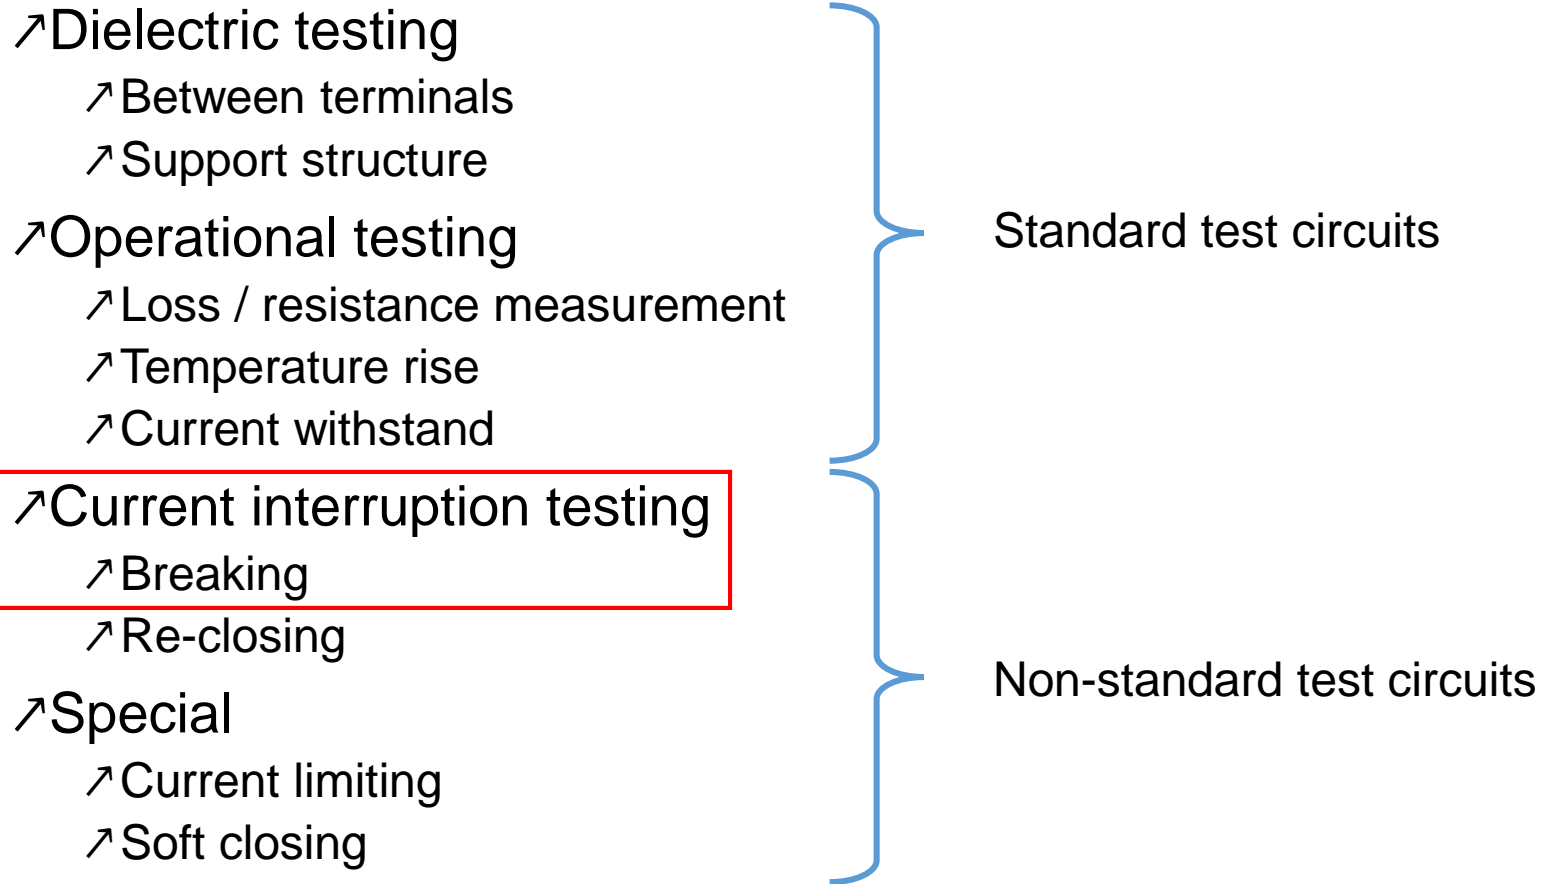 ↗Dielectric testing
↗Between terminals
↗Support structure
↗Operational testing
↗Loss / resistance measurement
↗Temperature rise
↗Current withstand
Standard test circuits
↗Current interruption testing
↗Breaking
↗Re-closing
↗Special
↗Current limiting
↗Soft closing
Non-standard test circuits